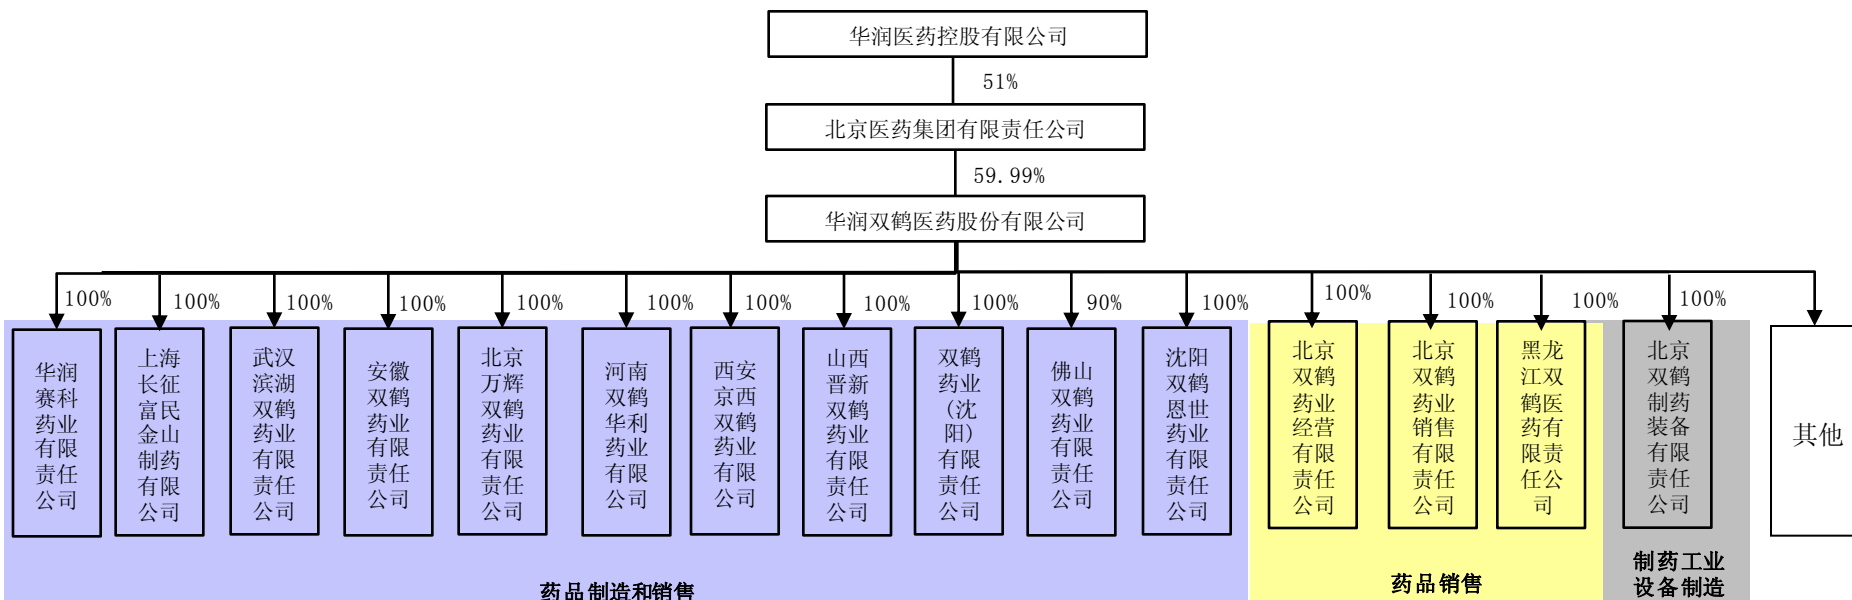 华润医药控股有限公司
51%
北京医药集团有限责任公司
59.99%
华润双鹤医药股份有限公司
100%
100%
100%
100%
100%
100%
100%
100%
100%
90%
100%
100%
100%
100%
100%
华润
赛科
药业
有限
责任
公司
上海
长征
富民
金山
制药
有限
公司
武汉
滨湖
双鹤
药业
有限
责任
公司
安徽
双鹤
药业
有限
责任
公司
北京
万辉
双鹤
药业
有限
责任
公司
河南
双鹤
华利
药业
有限
公司
西安
京西
双鹤
药业
有限
公司
山西
晋新
双鹤
药业
有限
责任
公司
双鹤
药业
(沈
阳)
有限
责任
公司
佛山
双鹤
药业
有限
责任
公司
沈阳
双鹤
恩世
药业
有限
责任
公司
北京
双鹤
药业
经营
有限
责任
公司
北京
双鹤
药业
销售
有限
责任
公司
黑龙
江双
鹤医
药有
限责
任公
司
北京
双鹤
制药
装备
有限
责任
公司
其他
药品制造和销售
药品销售
制药工业
设备制造